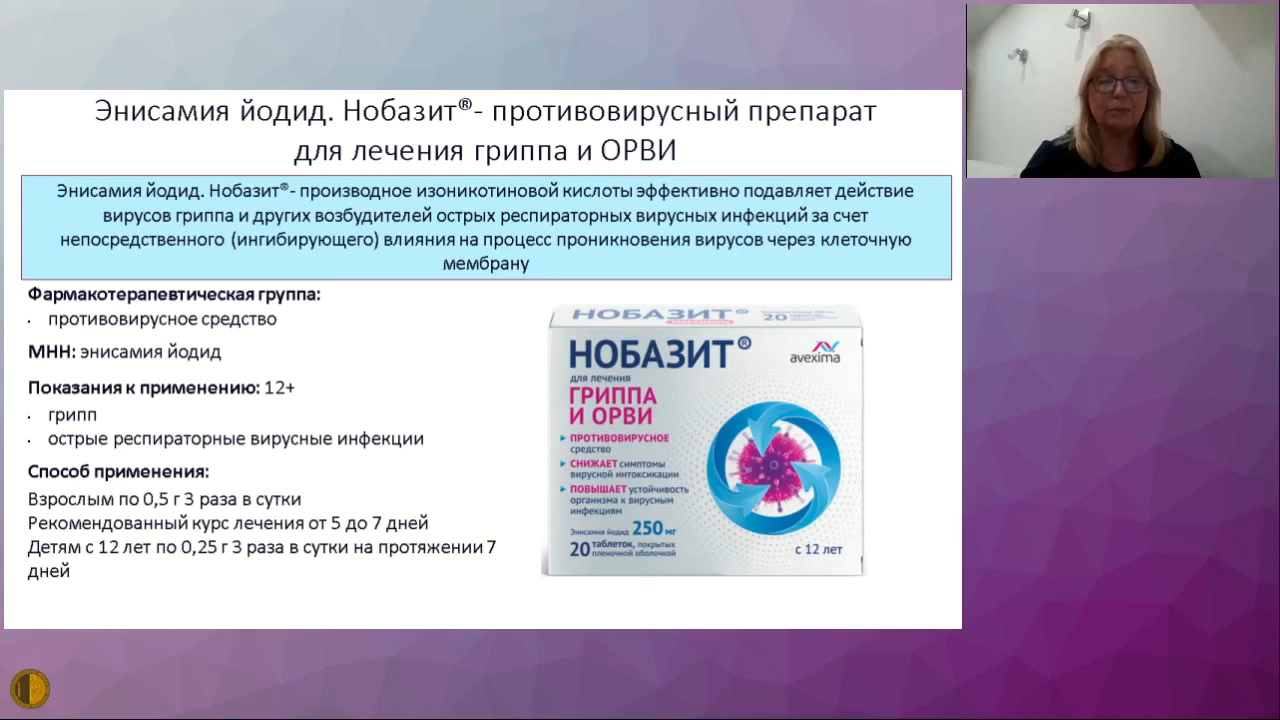 Энисамия йодид. Нобазит®- противовирусный препарат
для лечения гриппа и ОРВИ
Энисамия йодид. Нобазит®- производное изоникотиновой кислоты эффективно подавляет действие
вирусов гриппа и других возбудителей острых респираторных вирусных инфекций за счет
непосредственного (ингибирующего) влияния на процесс проникновения вирусов через клеточную
мембрану
Фармакотерапевтическая группа:
· противовирусное средство
МНН: энисамия йодид
Показания к применению: 12+
· грипп
· острые респираторные вирусные инфекции
Способ применения:
Взрослым по 0,5 г 3 раза в сутки
Рекомендованный курс лечения от 5 до 7 дней
Детям с 12 лет по 0,25 г 3 раза в сутки на протяжении 7
дней
НОБАЗИТ®
20
НОБАЗИТ®
avexima
для лечения
ГРИППА
И ОРВИ
ПРОТИВОВИРУСНОЕ
средство
СНИЖАЕТ симптомы
вирусной интоксикации
ПОВЫШАЕТ устойчивость
организма к вирусным
инфекциям
Энисамия йодид 250 мг
20 таблеток, покрытых
пленочной оболочкой
с 12 лет